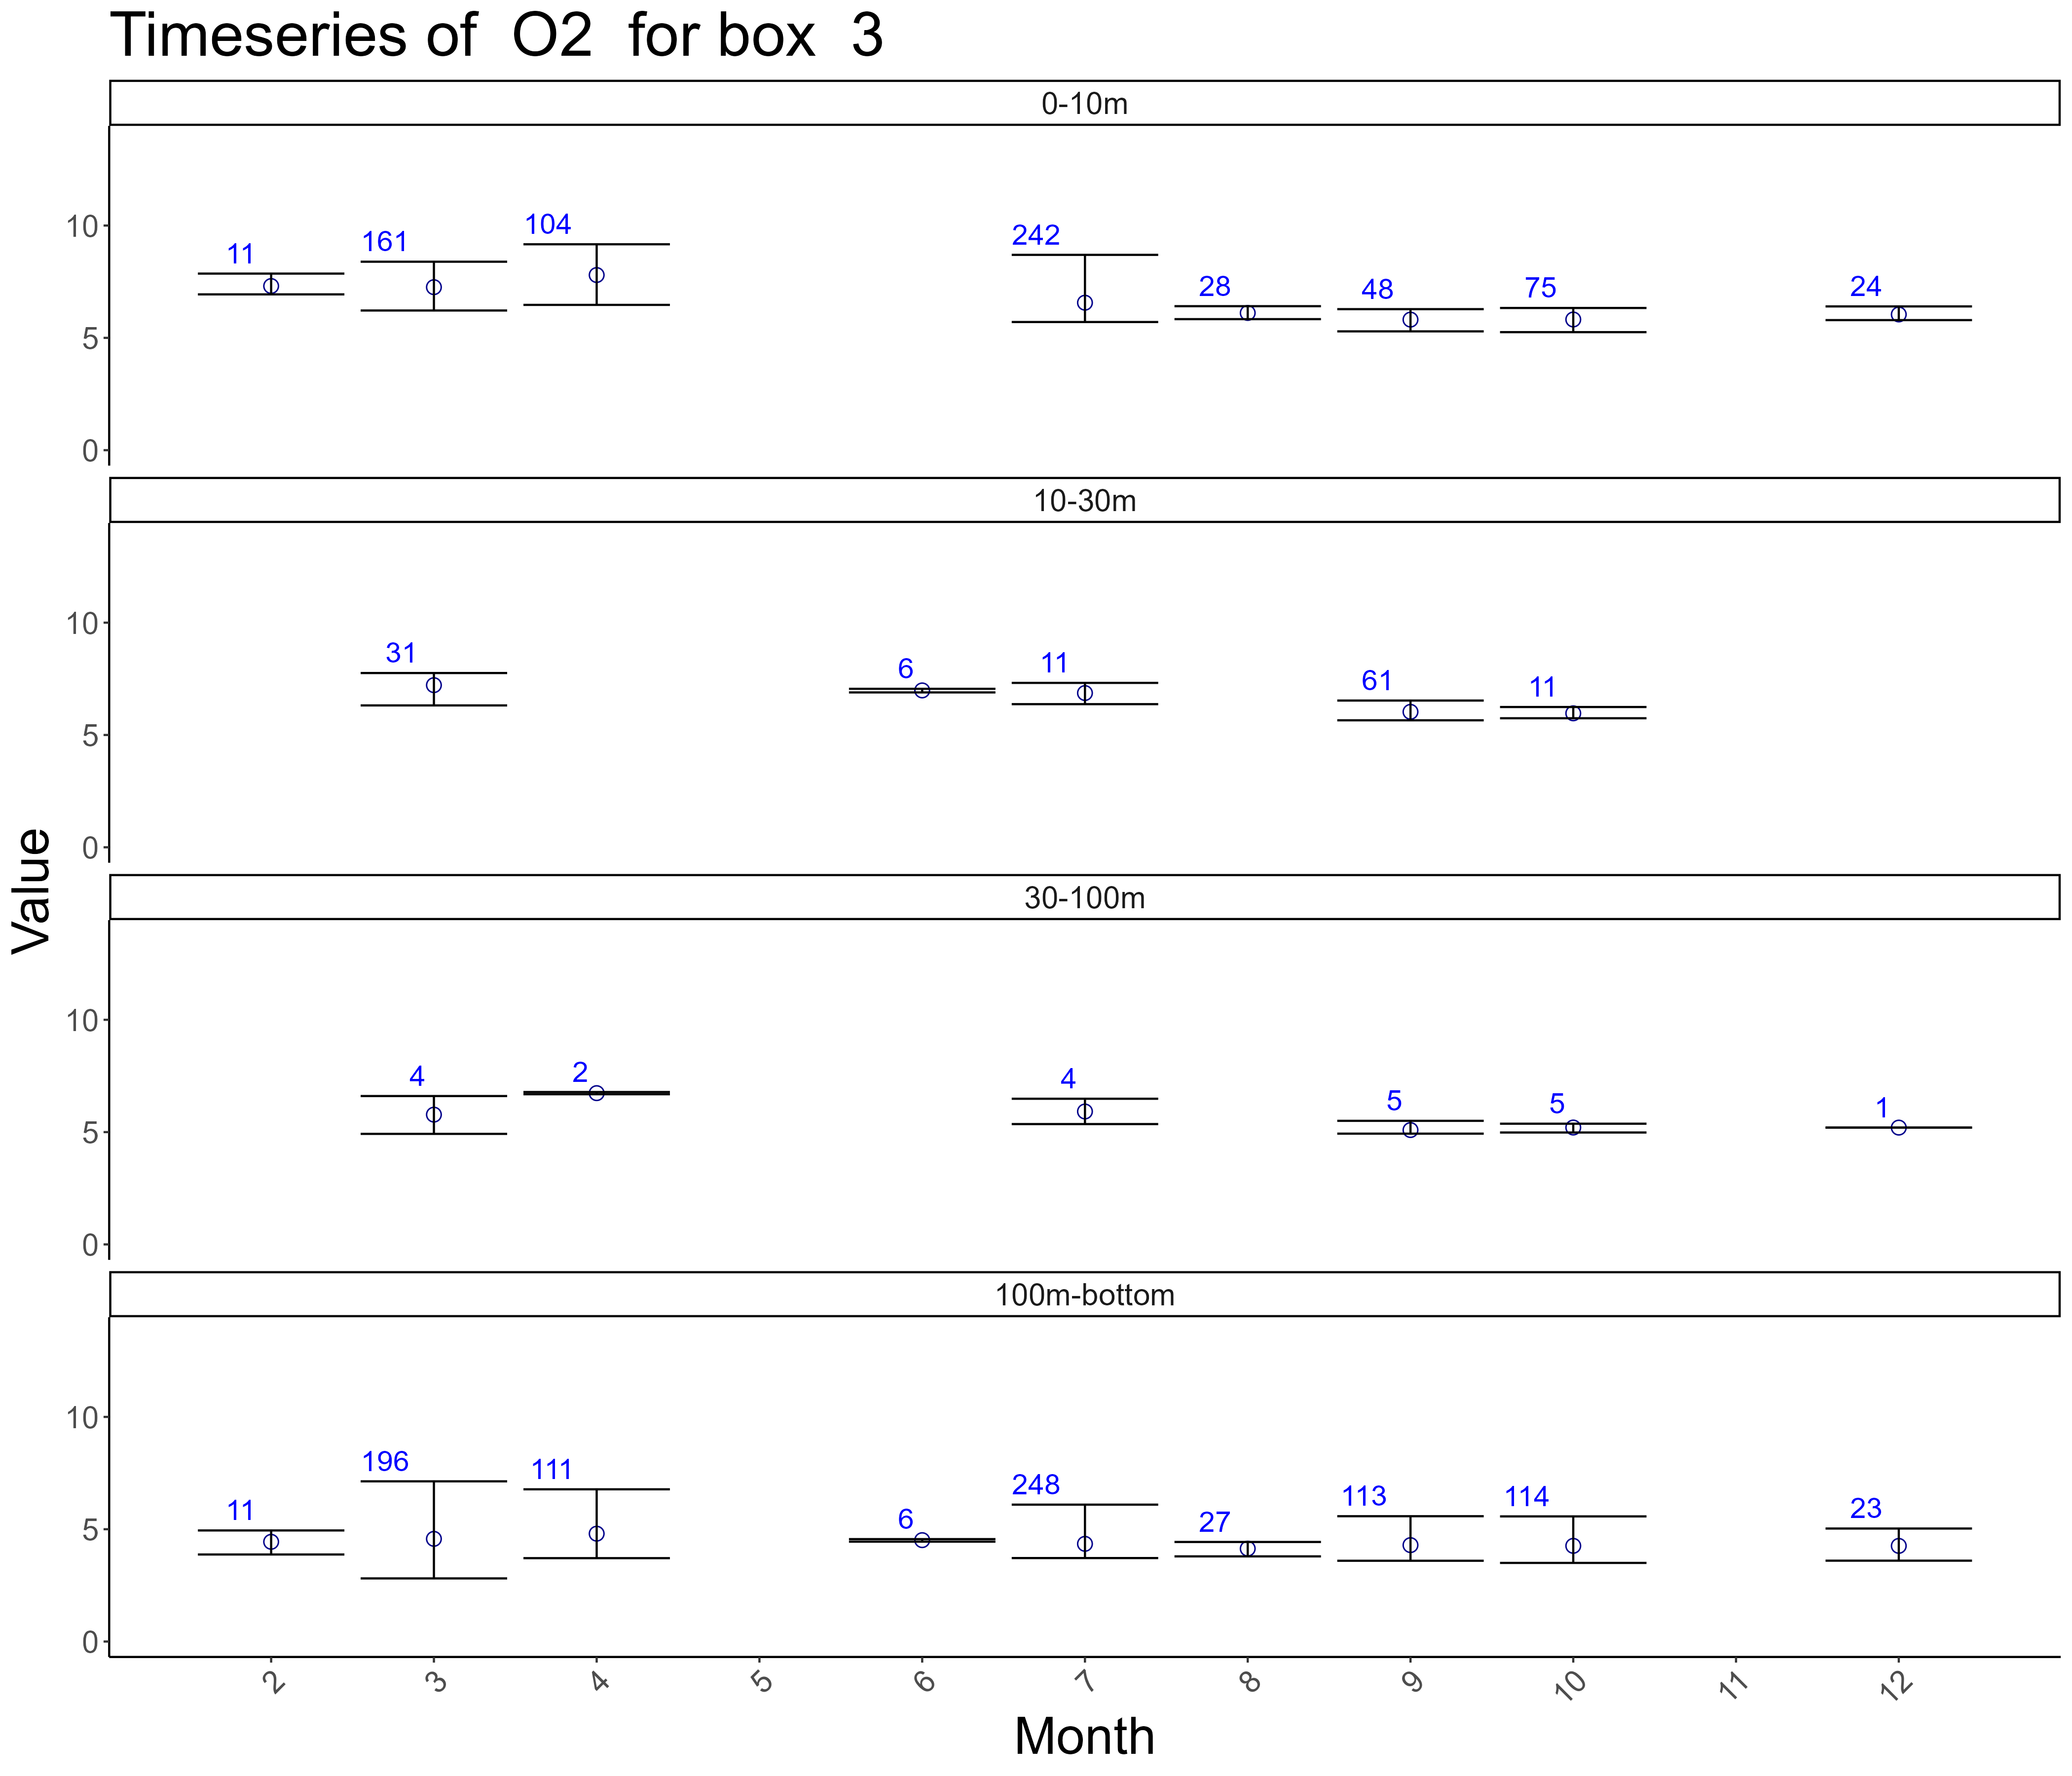 Timeseries of  O2  for box  3
0-10m
10
5
0
11 161 104 242 28 48 75 24
10-30m
10
5
0
31 6 11 61 11
30-100m
10
5
0
4 2 4 5 5 1
100m-bottom
10
5
0
11 196 111 6 248 27 113 114 23
2 3 4 5 6 7 8 9 10 11 12
Month
Value